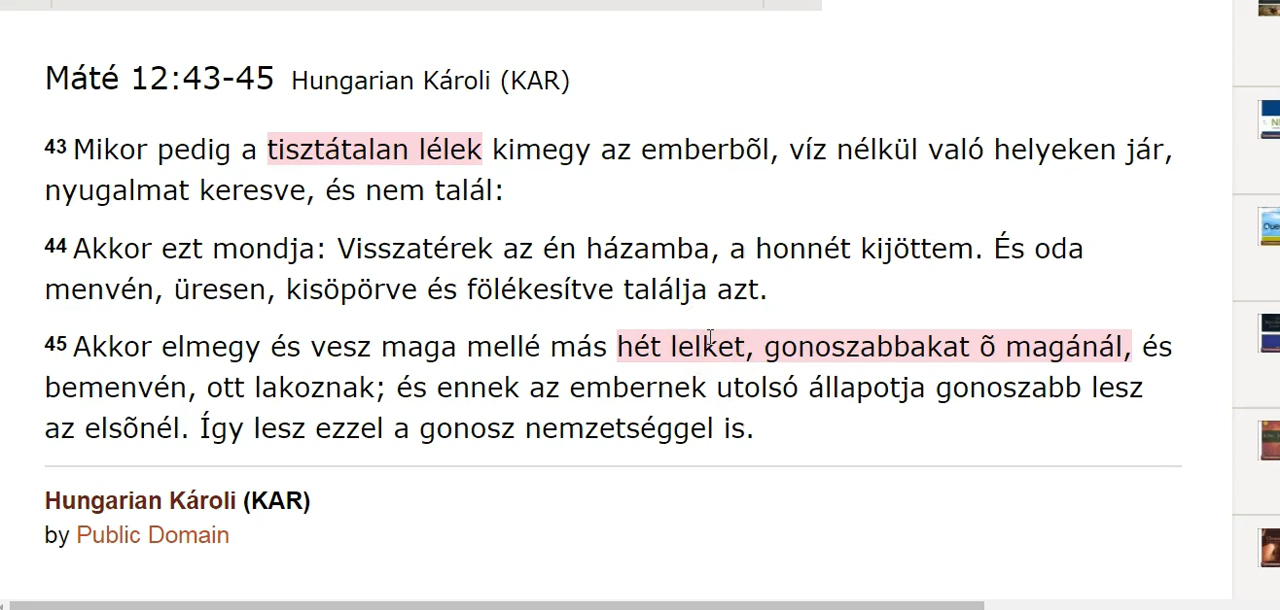 Máté 12:43-45 Hungarian Károli (KAR)
43 Mikor pedig a tisztátalan lélek kimegy az emberbõl, víz nélkül való helyeken jár,
nyugalmat keresve, és nem talál:
44 Akkor ezt mondja: Visszatérek az én házamba, a honnét kijöttem. És oda
menvén, üresen, kisöpörve és fölékesítve találja azt.
45 Akkor elmegy és vesz maga mellé más hét lelket, gonoszabbakat õ magánál, és
bemenvén, ott lakoznak; és ennek az embernek utolsó állapotja gonoszabb lesz
az elsõnél. Így lesz ezzel a gonosz nemzetséggel is.
Hungarian Károli (KAR)
by Public Domain